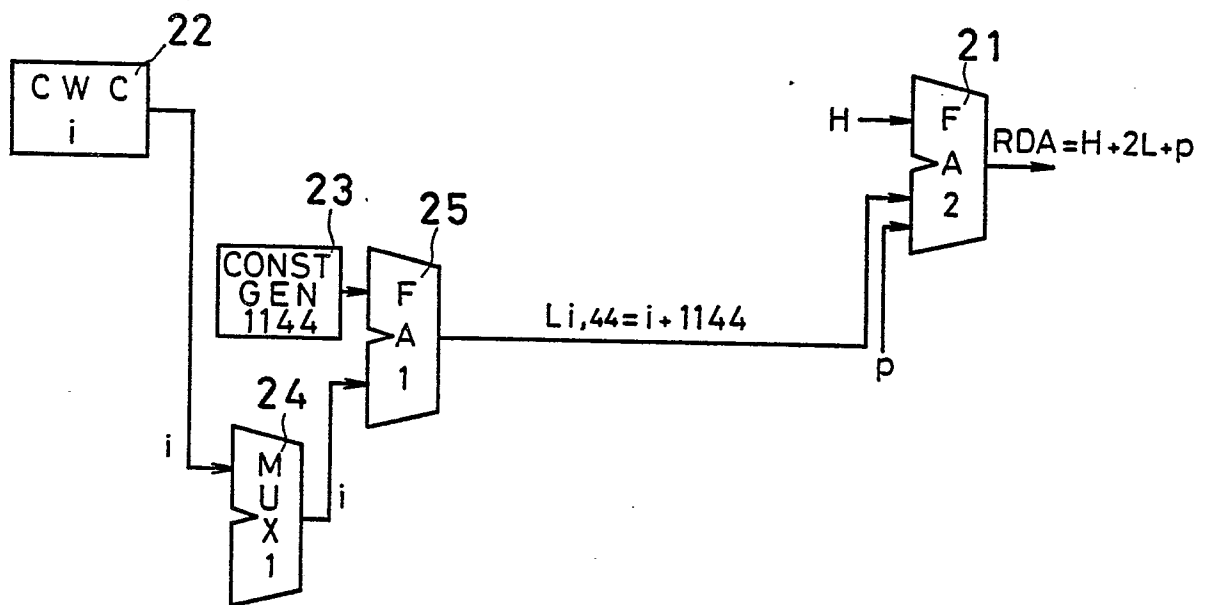 22
C W C
i
21
H
F
A
2
RDA=H+2L+p
23
25
CONST
GEN
1144
F
A
1
Li,44=i+1144
p
24
i
M
U
X
1
i